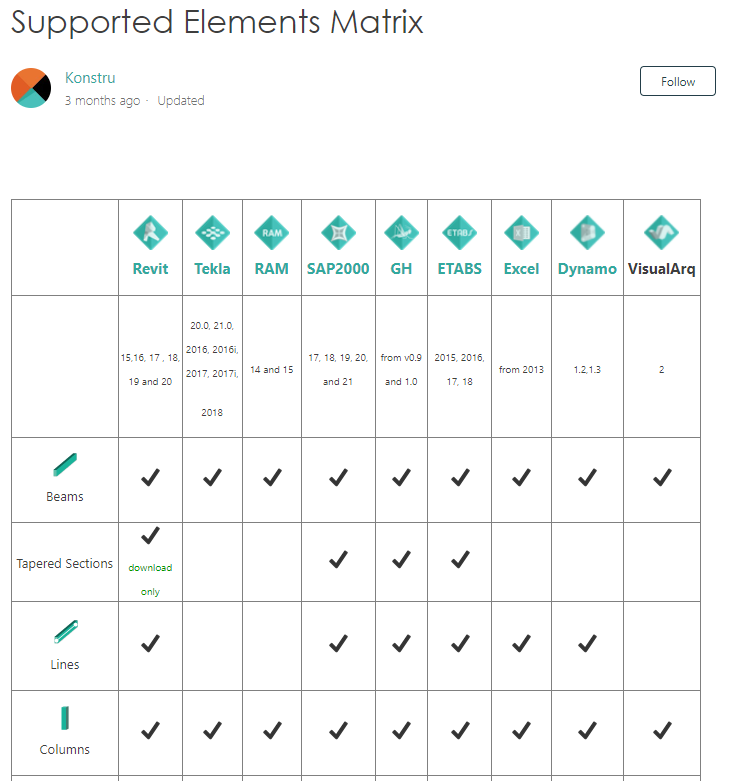 Supported Elements Matrix
Konstru
3 months ago · Updated
Follow
RAM
ETABS
Revit Tekla RAM SAP2000 GH ETABS Excel Dynamo VisualArq
15,16, 17 , 18, 19 and 20
20.0, 21.0, 2016, 2016i, 2017, 2017i, 2018
14 and 15
17, 18, 19, 20, and 21
from v0.9 and 1.0
2015, 2016, 17, 18
from 2013
1.2,1.3
2
Beams
Tapered Sections
download only
Lines
Columns